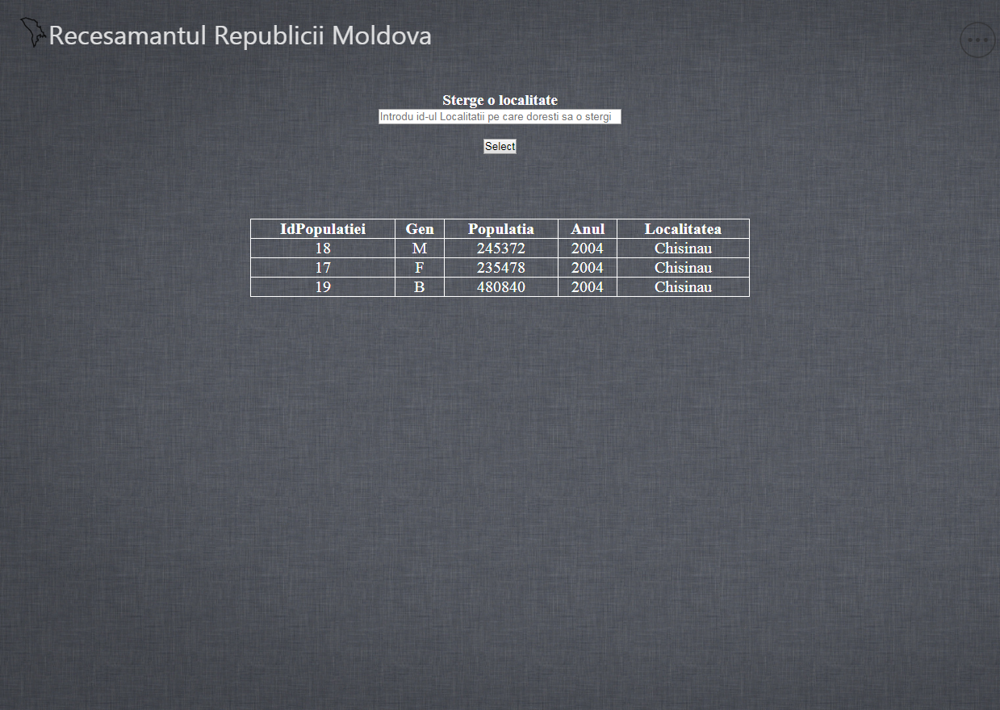 Recesamantul Republicii Moldova
Sterge o localitate
Introdu id-ul Localitatii pe care doresti sa o stergi
Select
IdPopulatiei Gen Populatia Anul Localitatea
18 M 245372 2004 Chisinau
17 F 235478 2004 Chisinau
19 B 480840 2004 Chisinau